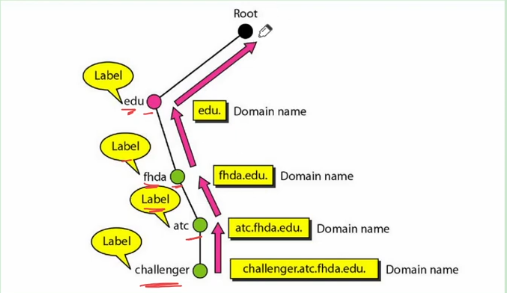 Root
Label
edu
edu. Domain name
Label
fhda
fhda.edu. Domain name
Label
atc
atc.fhda.edu. Domain name
Label
challenger
challenger.atc.fhda.edu. Domain name